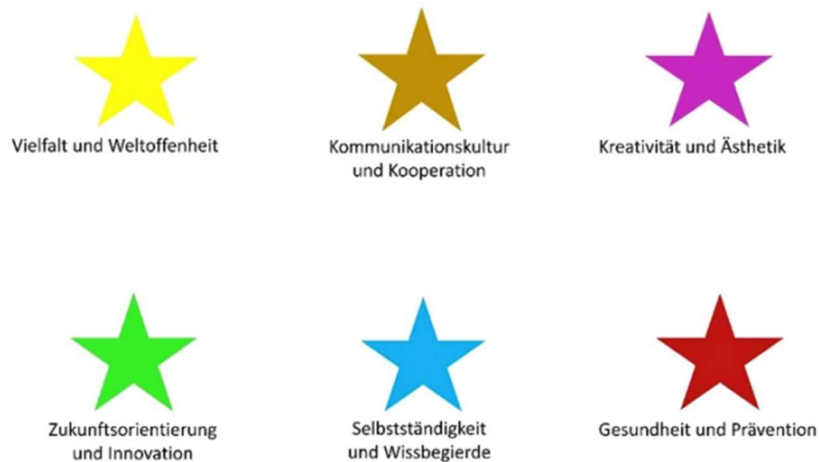 Vielfalt und Weltoffenheit
Kommunikationskultur
und Kooperation
Kreativität und Ästhetik
Zukunftsorientierung
und Innovation
Selbstständigkeit
und Wissbegierde
Gesundheit und Prävention